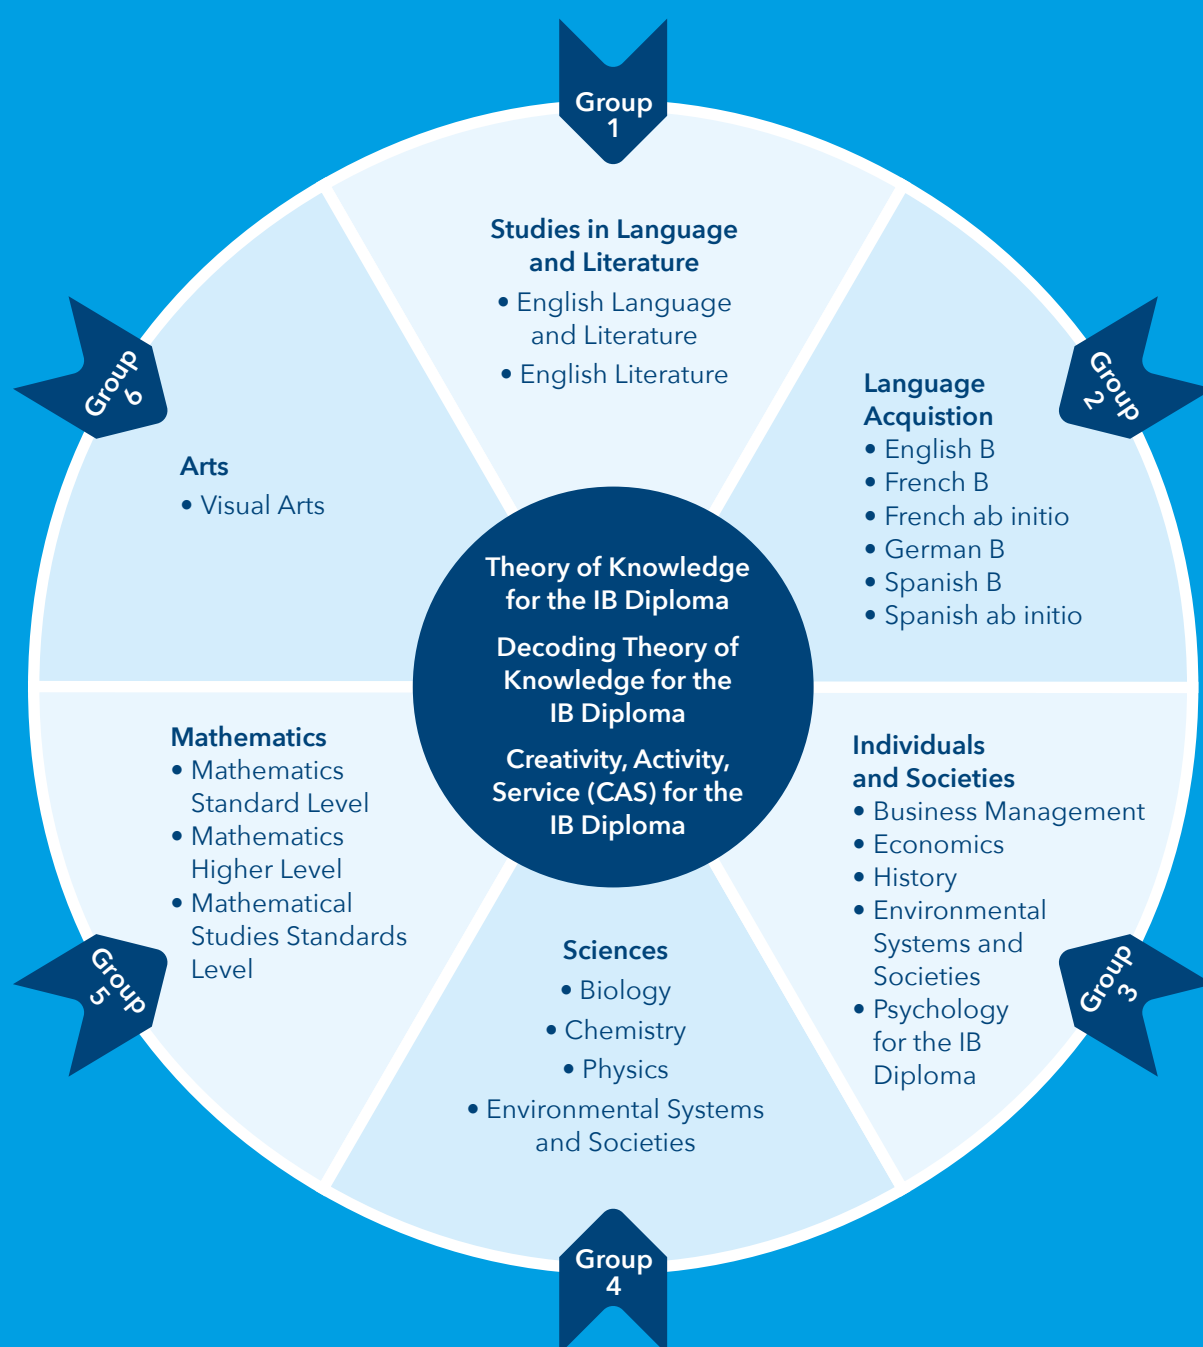 Group
1
Studies in Language
and Literature
• English Language
and Literature
• English Literature
Group
2
Language
Acquistion
• English B
• French B
• French ab initio
• German B
• Spanish B
• Spanish ab initio
Group
3
Individuals
and Societies
• Business Management
• Economics
• History
• Environmental
Systems and
Societies
• Psychology
for the IB
Diploma
Group
4
Sciences
• Biology
• Chemistry
• Physics
• Environmental Systems
and Societies
Group
5
Mathematics
• Mathematics
Standard Level
• Mathematics
Higher Level
• Mathematical
Studies Standards
Level
Group
6
Arts
• Visual Arts
Theory of Knowledge
for the IB Diploma
Decoding Theory of
Knowledge for the
IB Diploma
Creativity, Activity,
Service (CAS) for the
IB Diploma